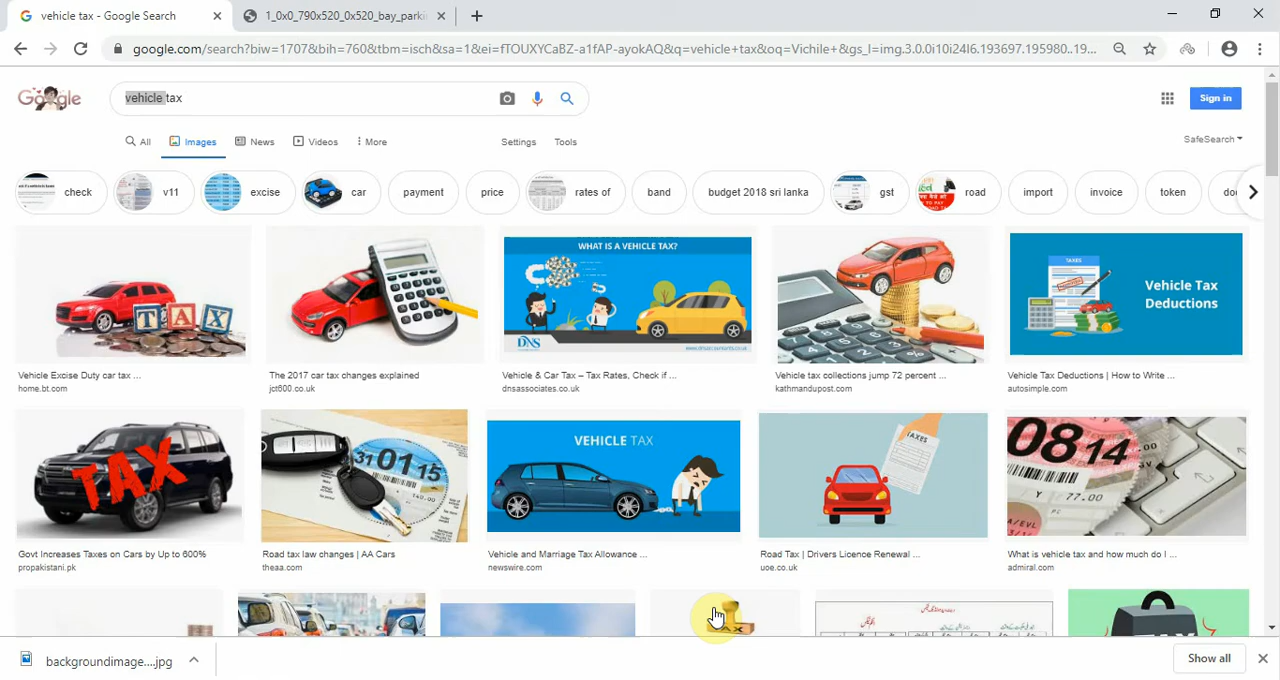 vehicle tax - Google Search
1_0x0_790x520_0x520_bay_parki
google.com/search?biw=1707&bih=760&tbm=isch&sa=1&ei=fTOUXYCaBZ-a1fAP-ayokAQ&q=vehicle+tax&oq=Vichile+&gs_l=img.3.0.0i10i24l6.193697.195980..19...
Google
vehicle tax
Sign in
All
Images
News
Videos
More
Settings
Tools
SafeSearch
check
v11
excise
car
payment
price
rates of
band
budget 2018 sri lanka
gst
road
import
invoice
token
TAX
WHAT IS A VEHICLE TAX?
DNS
TAXES
Vehicle Tax
Deductions
Vehicle Excise Duty car tax ...
home.bt.com
The 2017 car tax changes explained
jct600.co.uk
Vehicle & Car Tax – Tax Rates, Check if ...
dnsassociates.co.uk
Vehicle tax collections jump 72 percent ...
kathmandupost.com
Vehicle Tax Deductions | How to Write ...
autosimple.com
TAX
31 01 15
VEHICLE TAX
TAXES
08 14
77.00
Govt Increases Taxes on Cars by Up to 600%
propakistani.pk
Road tax law changes | AA Cars
theaa.com
Vehicle and Marriage Tax Allowance ...
newswire.com
Road Tax | Drivers Licence Renewal ...
uoe.co.uk
What is vehicle tax and how much do I ...
admiral.com
backgroundimage....jpg
Show all